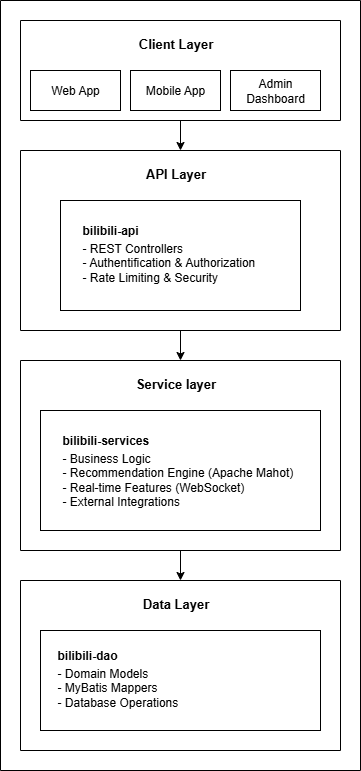 Client Layer
Web App
Mobile App
Admin
Dashboard
API Layer
bilibili-api
- REST Controllers
- Authentification & Authorization
- Rate Limiting & Security
Service layer
bilibili-services
- Business Logic
- Recommendation Engine (Apache Mahot)
- Real-time Features (WebSocket)
- External Integrations
Data Layer
bilibili-dao
- Domain Models
- MyBatis Mappers
- Database Operations